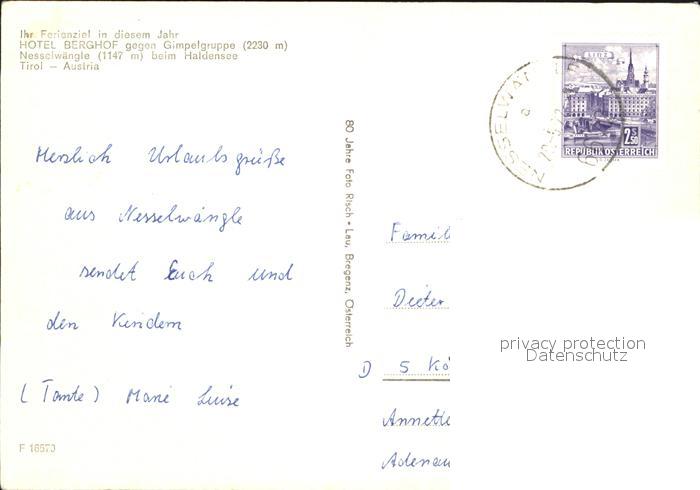 Ihr Ferienziel in diesem Jahr
HOTEL BERGHOF gegen Gimpelgruppe (2230 m)
Nesselwängle (1147 m) beim Haldensee
Tirol – Austria
Herzlich Urlaubsgrüße
aus Nesselwängle
sendet Euch und
den Kindern
(Tante) Marie Luise
F 16570
80 Jahre Foto Risch - Lau, Bregenz, Österreich
LINZ
2.50 S
REPUBLIK ÖSTERREICH
NESSELWÄ
Famil
Dieter
D 5 Kö
Annette
Adenau
privacy protection
Datenschutz